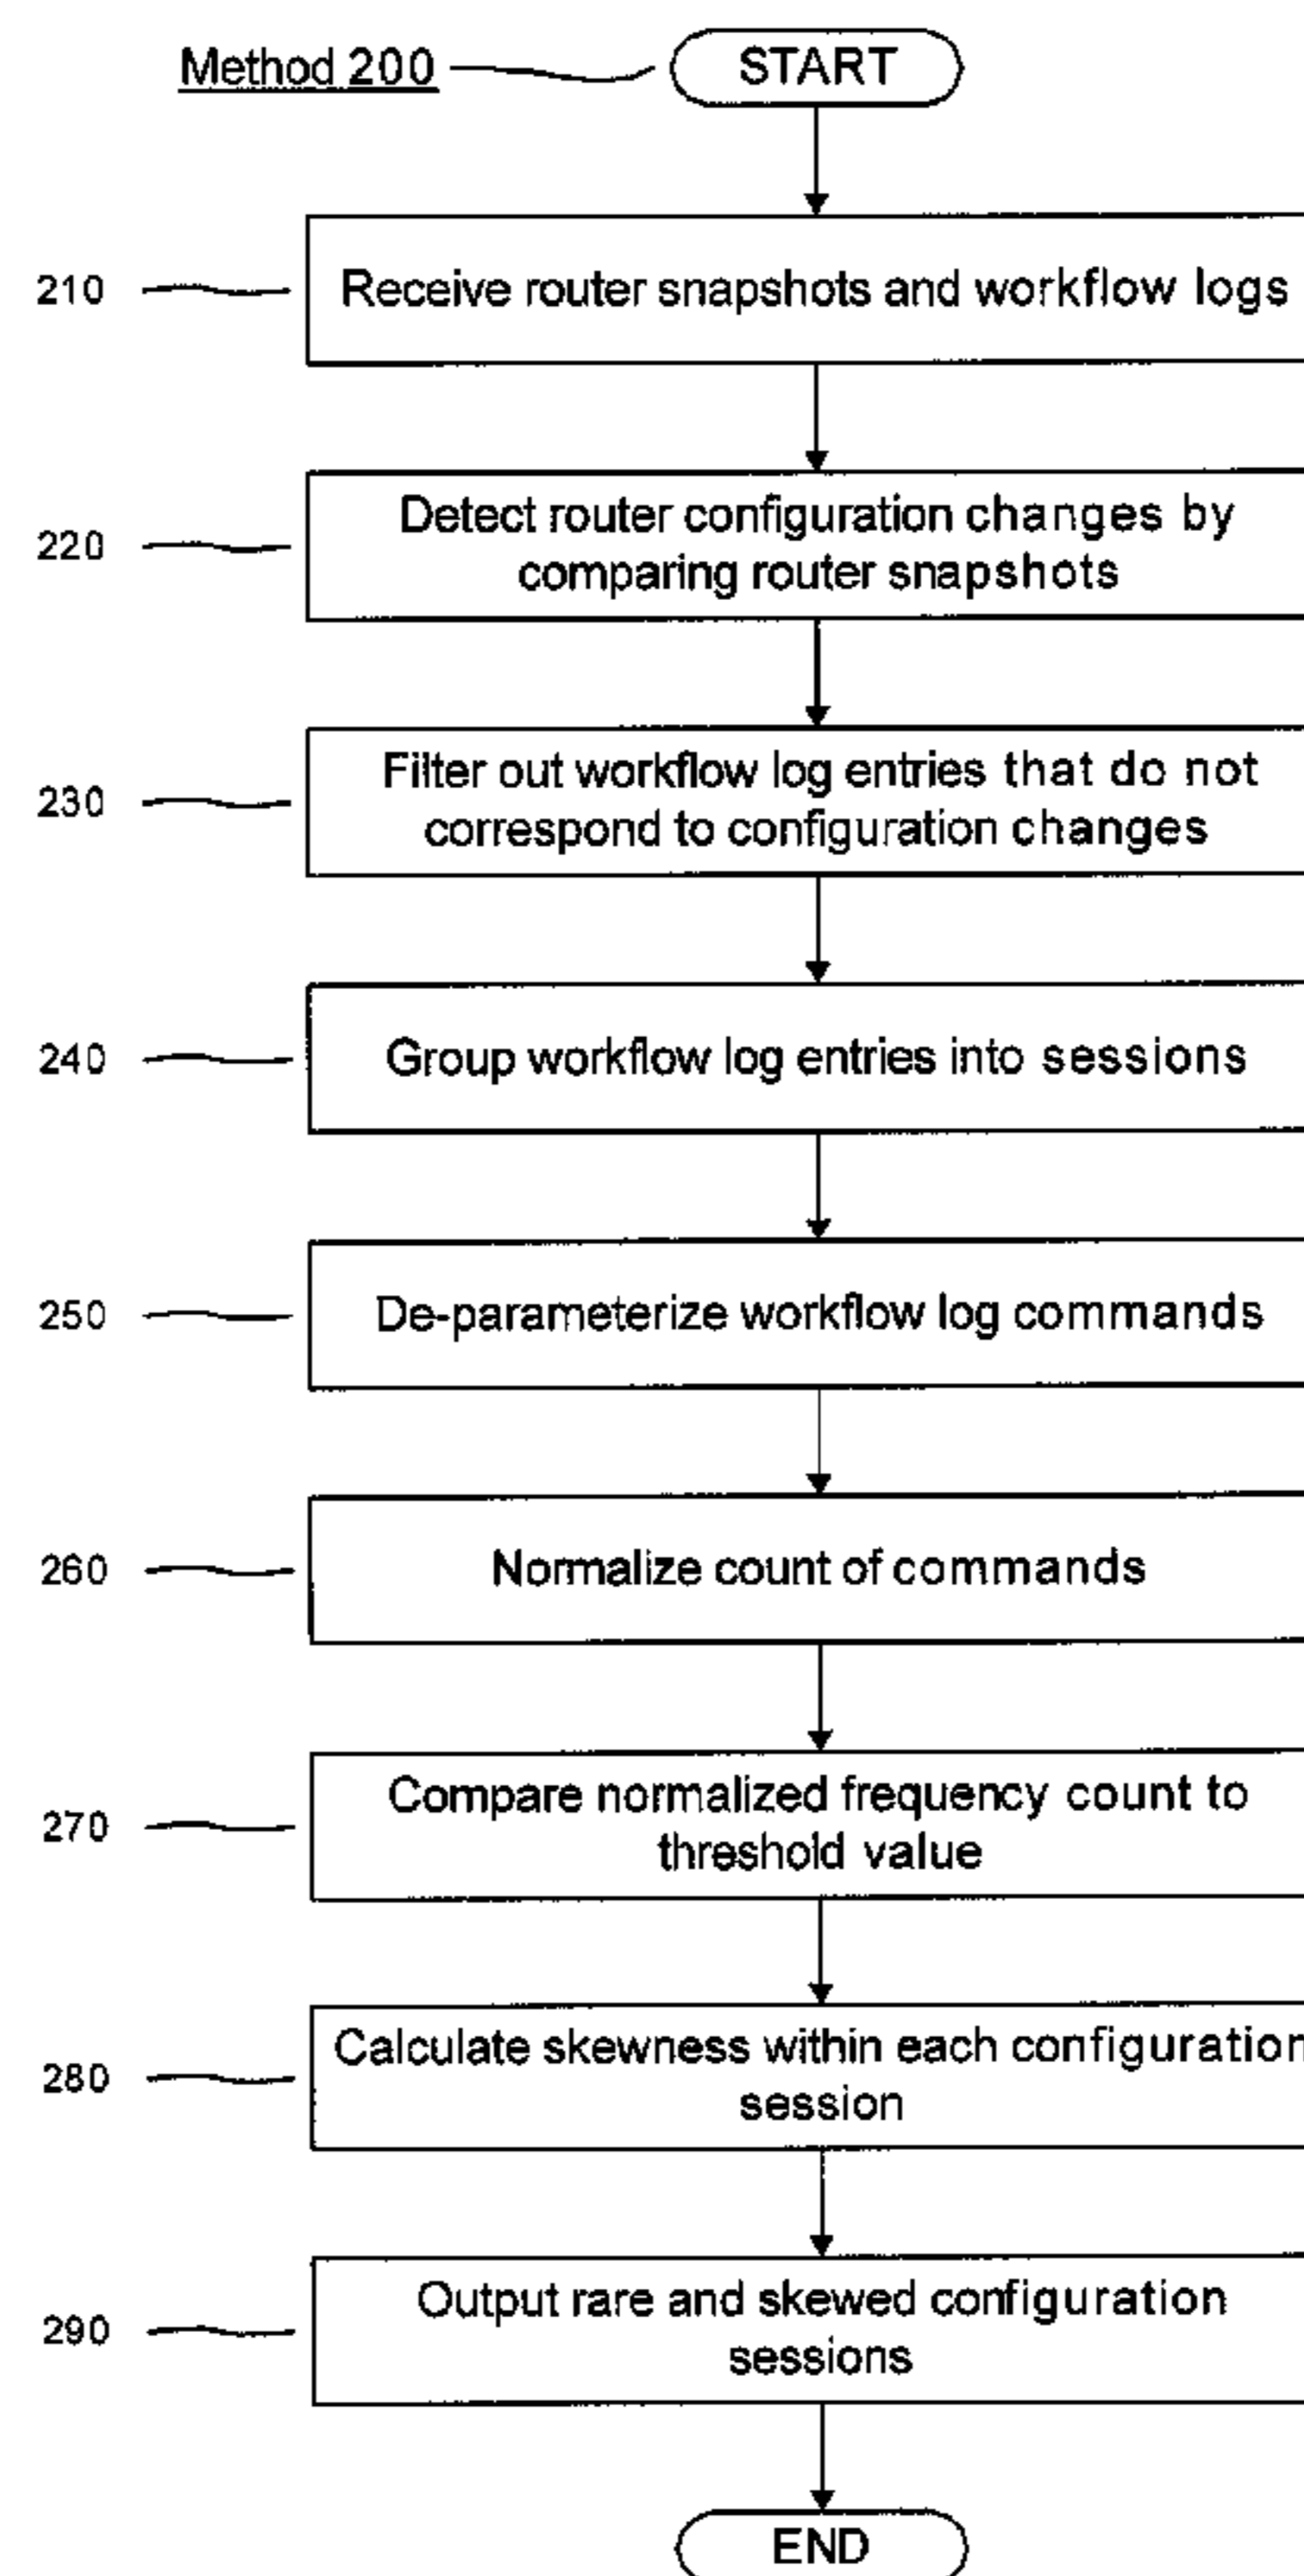 Method 200
START
210
Receive router snapshots and workflow logs
220
Detect router configuration changes by
comparing router snapshots
230
Filter out workflow log entries that do not
correspond to configuration changes
240
Group workflow log entries into sessions
250
De-parameterize workflow log commands
260
Normalize count of commands
270
Compare normalized frequency count to
threshold value
280
Calculate skewness within each configuration
session
290
Output rare and skewed configuration
sessions
END